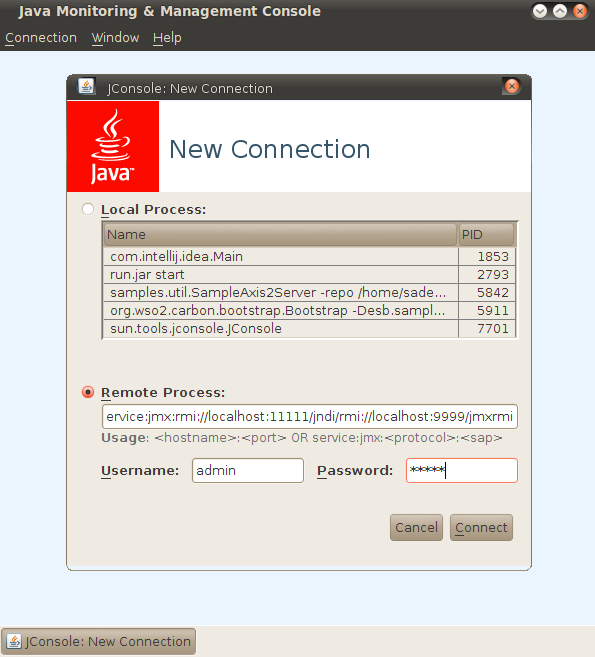 Java Monitoring & Management Console
Connection Window Help
JConsole: New Connection
Java™
New Connection
Local Process:
Name PID
com.intellij.idea.Main 1853
run.jar start 2793
samples.util.SampleAxis2Server -repo /home/sade... 5842
org.wso2.carbon.bootstrap.Bootstrap -Desb.sampl... 5911
sun.tools.jconsole.JConsole 7701
Remote Process:
ervice:jmx:rmi://localhost:11111/jndi/rmi://localhost:9999/jmxrmi
Usage: <hostname>:<port> OR service:jmx:<protocol>:<sap>
Username: admin Password: *****
Cancel Connect
JConsole: New Connection